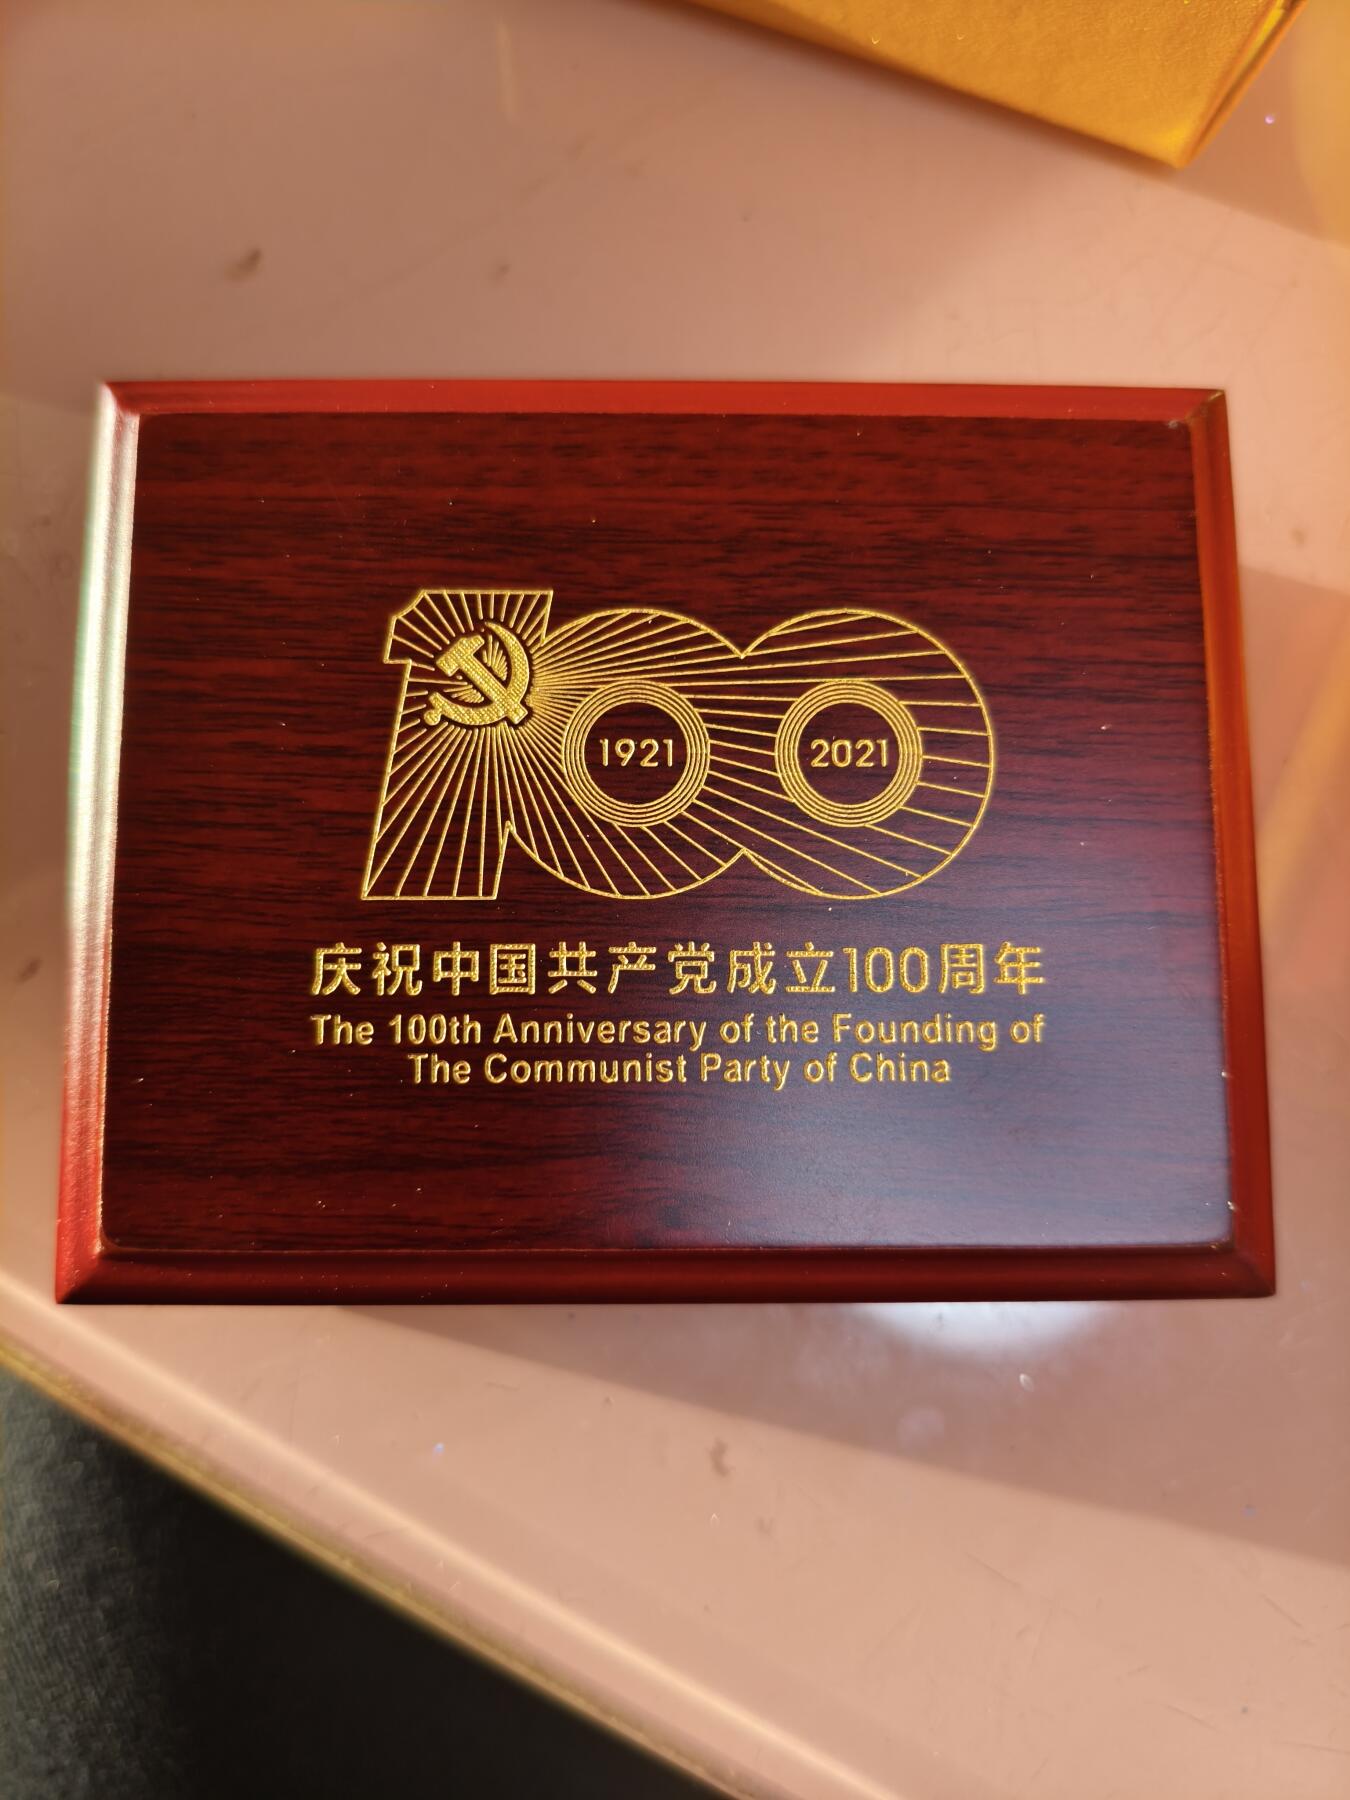 100
1921
2021
庆祝中国共产党成立100周年
The 100th Anniversary of the Founding of
The Communist Party of China